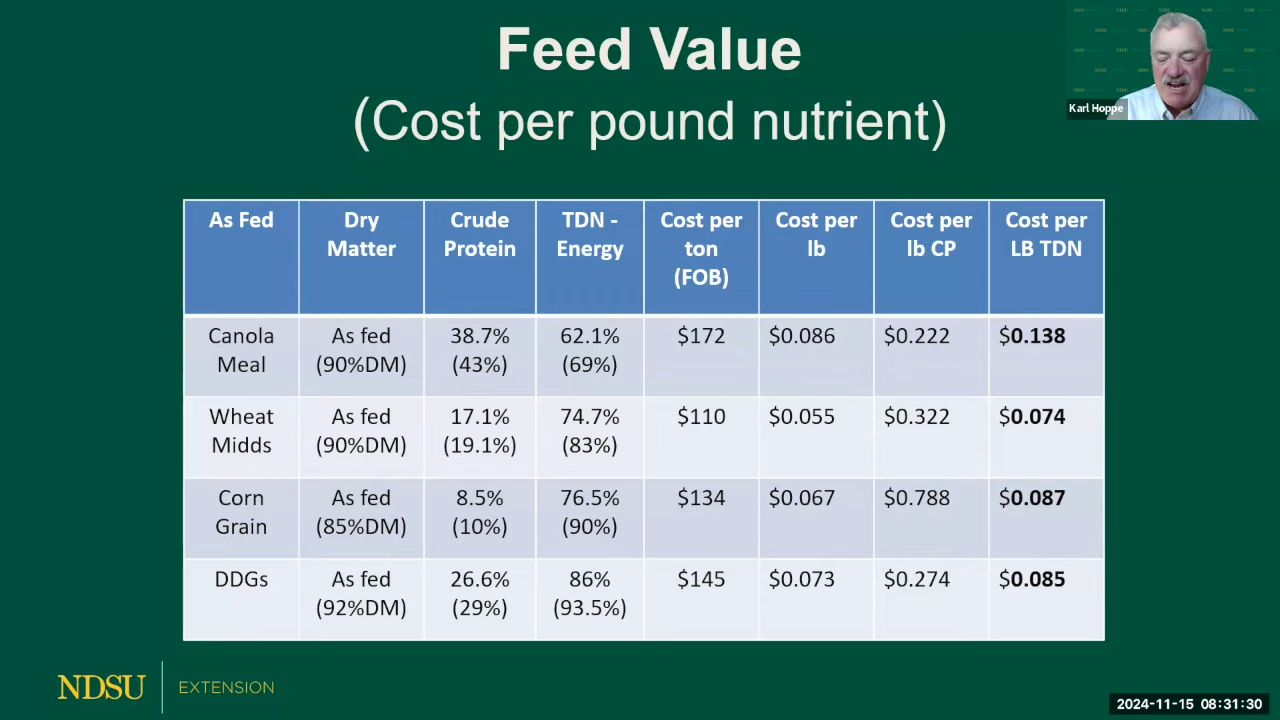 Feed Value
(Cost per pound nutrient)
Karl Hoppe
As Fed Dry Matter Crude Protein TDN - Energy Cost per ton (FOB) Cost per lb Cost per lb CP Cost per LB TDN
Canola Meal As fed (90%DM) 38.7% (43%) 62.1% (69%) $172 $0.086 $0.222 $0.138
Wheat Midds As fed (90%DM) 17.1% (19.1%) 74.7% (83%) $110 $0.055 $0.322 $0.074
Corn Grain As fed (85%DM) 8.5% (10%) 76.5% (90%) $134 $0.067 $0.788 $0.087
DDGs As fed (92%DM) 26.6% (29%) 86% (93.5%) $145 $0.073 $0.274 $0.085
NDSU EXTENSION
2024-11-15 08:31:30